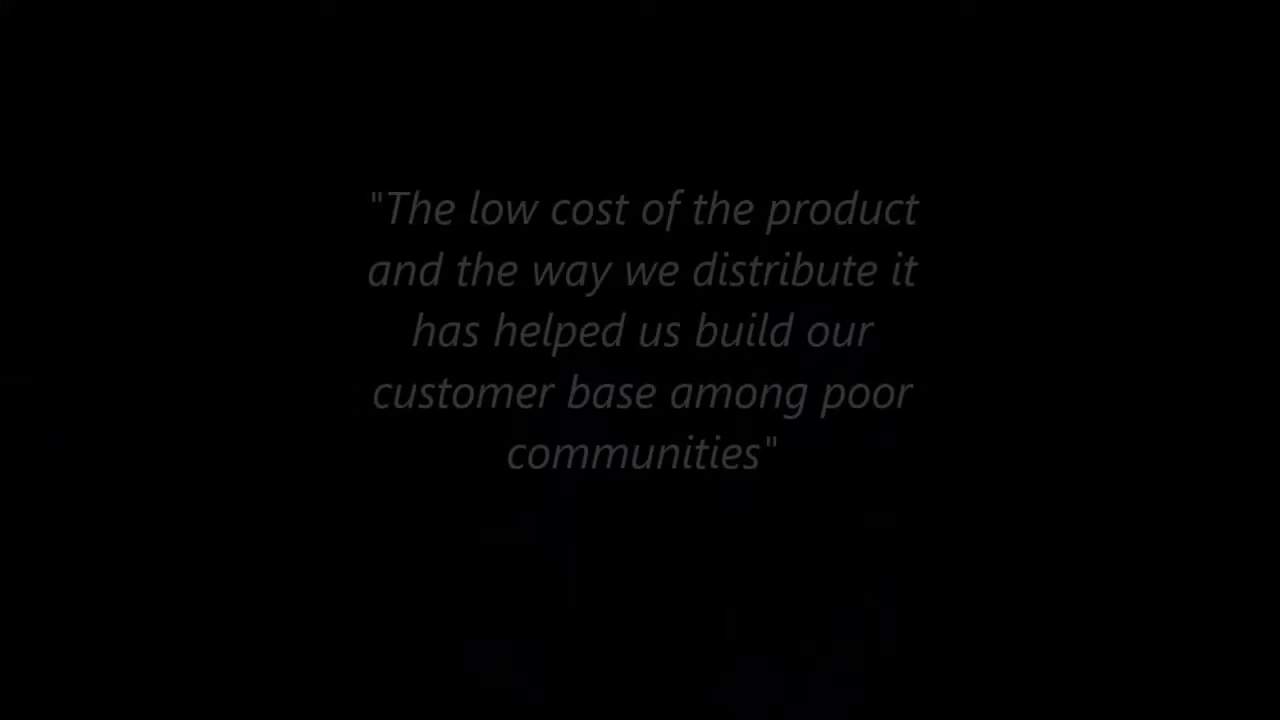 "The low cost of the product
and the way we distribute it
has helped us build our
customer base among poor
communities"